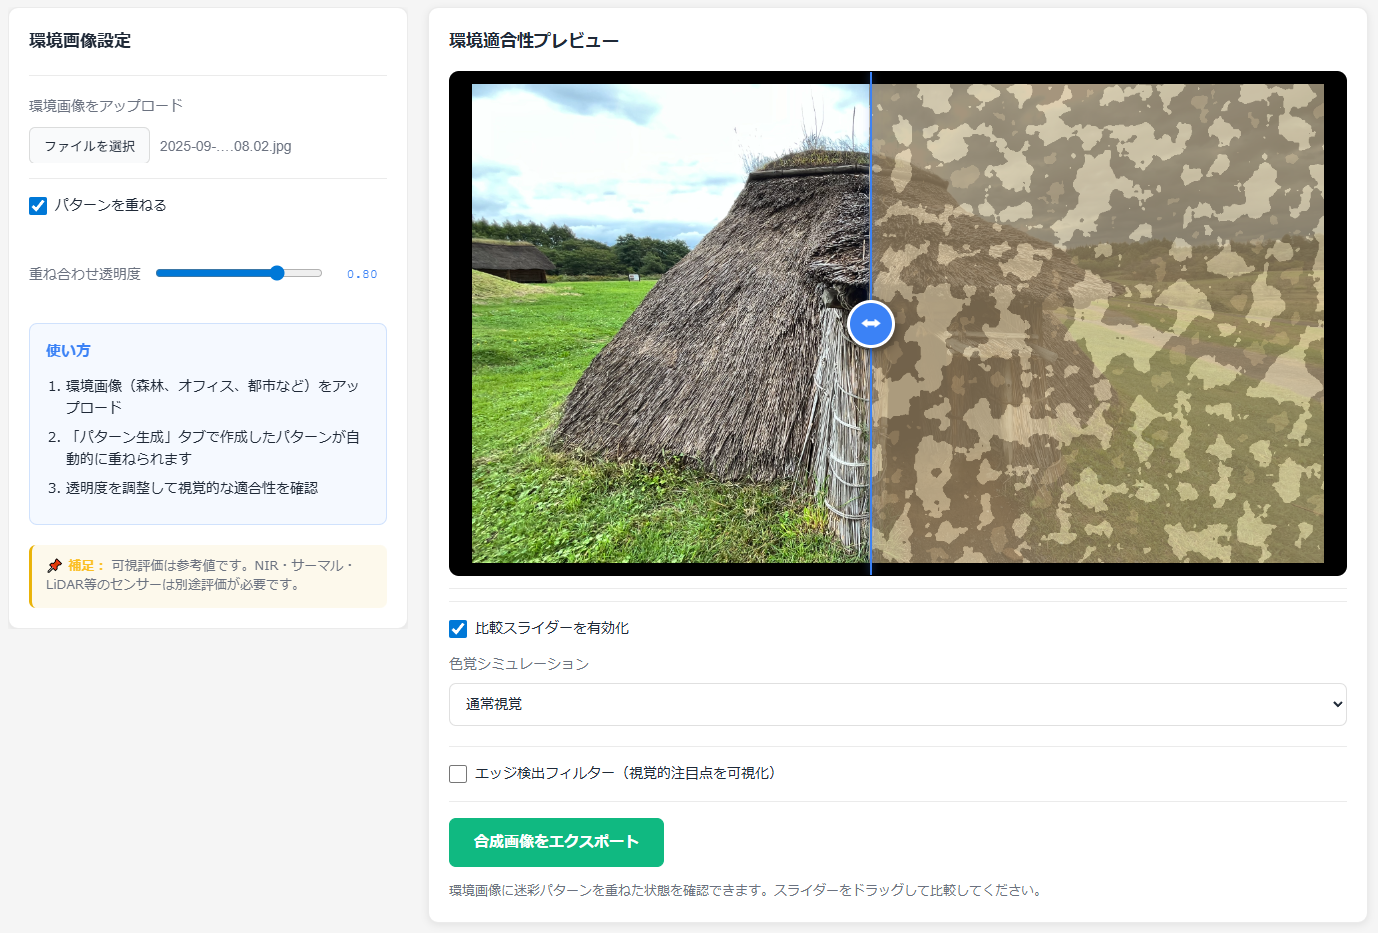 環境画像設定
環境画像をアップロード
ファイルを選択 2025-09-....08.02.jpg
パターンを重ねる
重ね合わせ透明度 0.80
使い方
1. 環境画像（森林、オフィス、都市など）をアッ
プロード
2. 「パターン生成」タブで作成したパターンが自
動的に重ねられます
3. 透明度を調整して視覚的な適合性を確認
📌 補足： 可視評価は参考値です。NIR・サーマル・
LiDAR等のセンサーは別途評価が必要です。
環境適合性プレビュー
比較スライダーを有効化
色覚シミュレーション
通常視覚
エッジ検出フィルター（視覚的注目点を可視化）
合成画像をエクスポート
環境画像に迷彩パターンを重ねた状態を確認できます。スライダーをドラッグして比較してください。